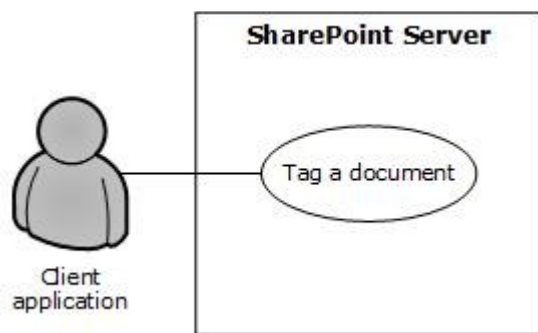 SharePoint Server
Tag a document
Client
application